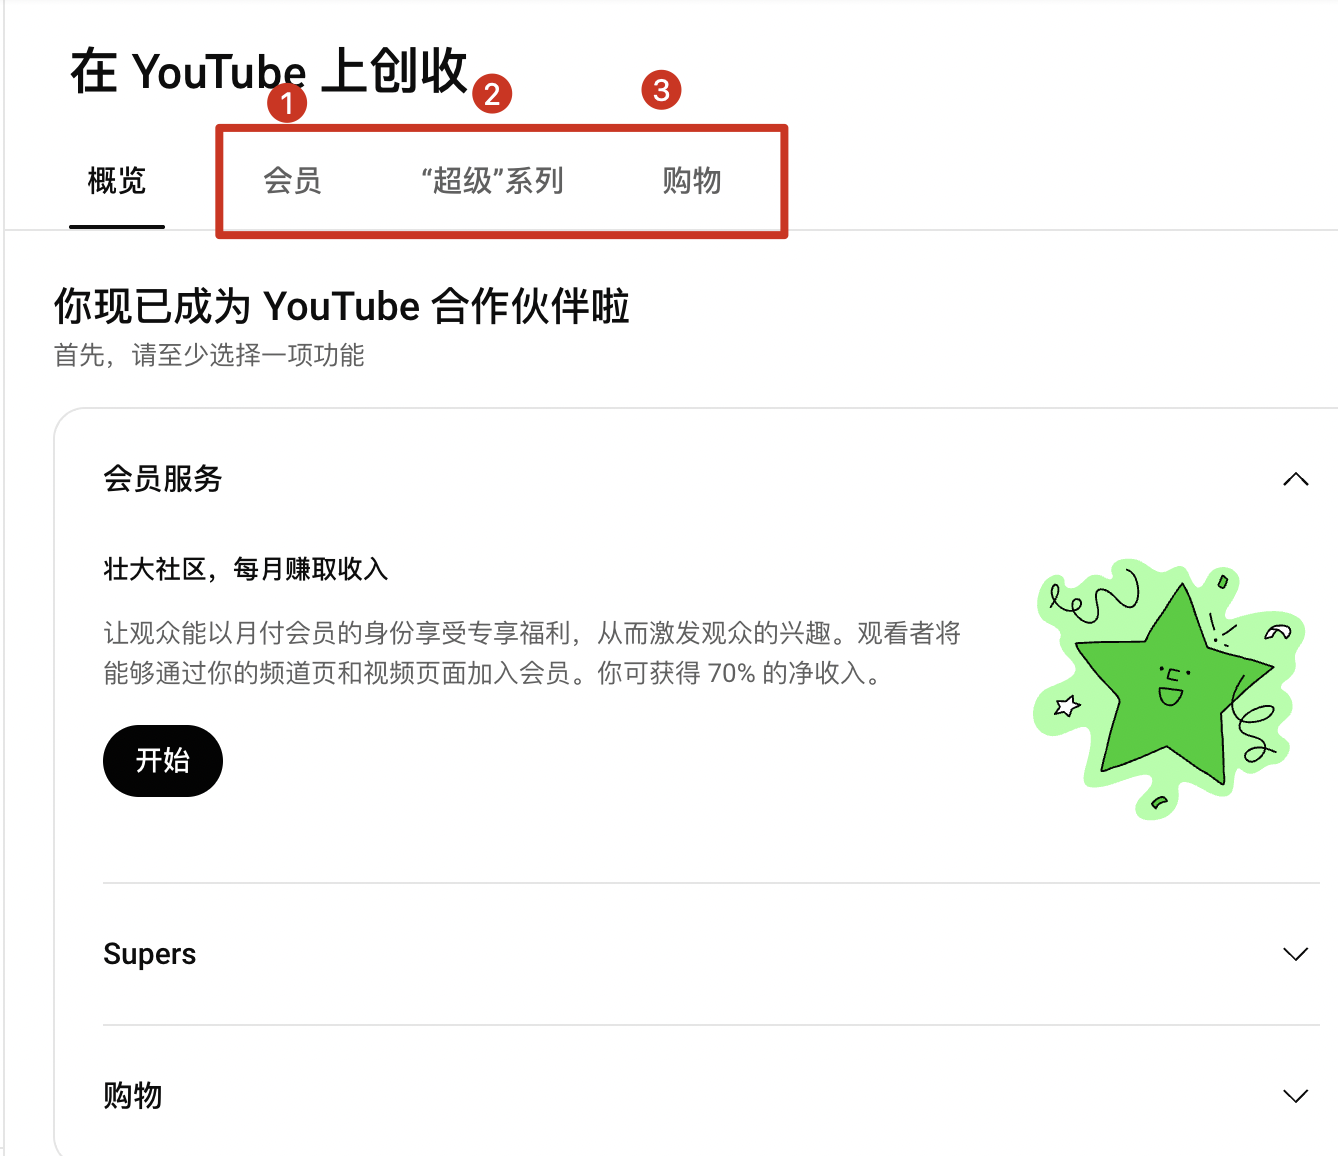 在 YouTube 上创收
1 2 3
概览 会员 “超级”系列 购物
你现已成为 YouTube 合作伙伴啦
首先，请至少选择一项功能
会员服务
壮大社区，每月赚取收入
让观众能以月付会员的身份享受专享福利，从而激发观众的兴趣。观看者将
能够通过你的频道页和视频页面加入会员。你可获得 70% 的净收入。
开始
Supers
购物